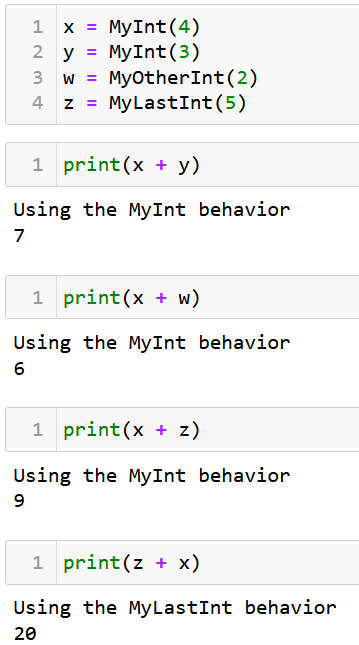 1 x = MyInt(4)
2 y = MyInt(3)
3 w = MyOtherInt(2)
4 z = MyLastInt(5)
1 print(x + y)
Using the MyInt behavior
7
1 print(x + w)
Using the MyInt behavior
6
1 print(x + z)
Using the MyInt behavior
9
1 print(z + x)
Using the MyLastInt behavior
20